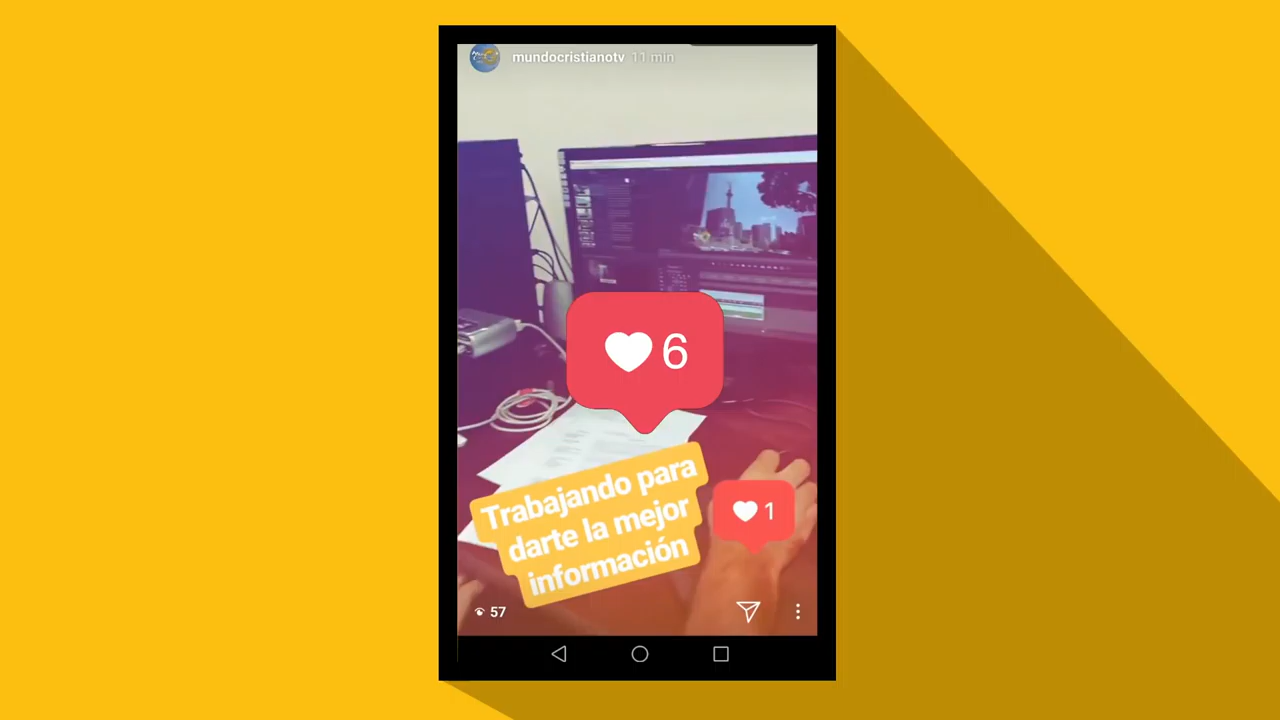 mundocristianotv 11 min
6
Trabajando para
darte la mejor
información
1
57